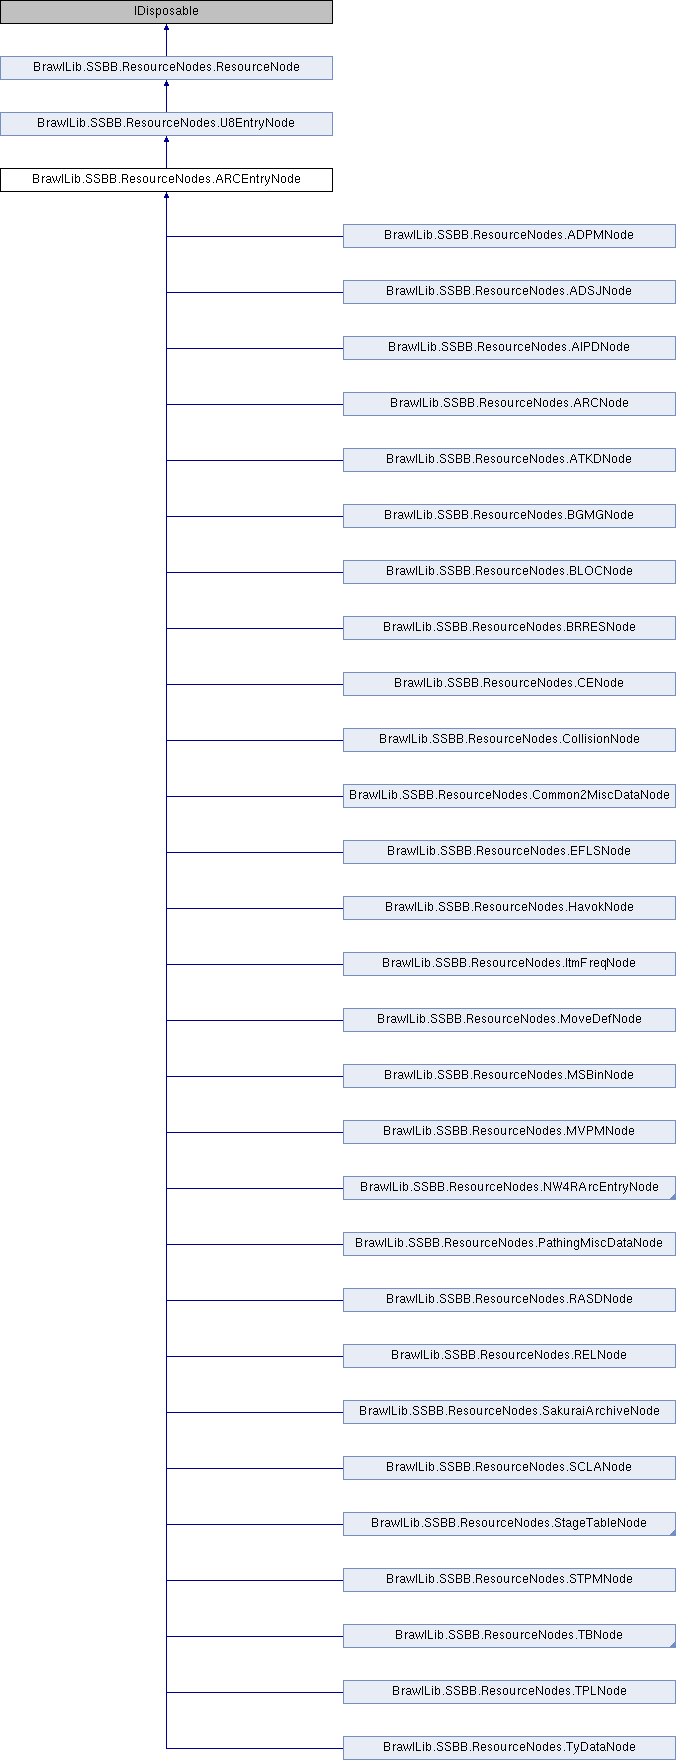 IDisposable
BrawlLib.SSBB.ResourceNodes.ResourceNode
BrawlLib.SSBB.ResourceNodes.U8EntryNode
BrawlLib.SSBB.ResourceNodes.ARCEntryNode
BrawlLib.SSBB.ResourceNodes.ADPMNode
BrawlLib.SSBB.ResourceNodes.ADSJNode
BrawlLib.SSBB.ResourceNodes.AIPDNode
BrawlLib.SSBB.ResourceNodes.ARCNode
BrawlLib.SSBB.ResourceNodes.ATKDNode
BrawlLib.SSBB.ResourceNodes.BGMGNode
BrawlLib.SSBB.ResourceNodes.BLOCNode
BrawlLib.SSBB.ResourceNodes.BRRESNode
BrawlLib.SSBB.ResourceNodes.CENode
BrawlLib.SSBB.ResourceNodes.CollisionNode
BrawlLib.SSBB.ResourceNodes.Common2MiscDataNode
BrawlLib.SSBB.ResourceNodes.EFLSNode
BrawlLib.SSBB.ResourceNodes.HavokNode
BrawlLib.SSBB.ResourceNodes.ItmFreqNode
BrawlLib.SSBB.ResourceNodes.MoveDefNode
BrawlLib.SSBB.ResourceNodes.MSBinNode
BrawlLib.SSBB.ResourceNodes.MVPMNode
BrawlLib.SSBB.ResourceNodes.NW4RArcEntryNode
BrawlLib.SSBB.ResourceNodes.PathingMiscDataNode
BrawlLib.SSBB.ResourceNodes.RASDNode
BrawlLib.SSBB.ResourceNodes.RELNode
BrawlLib.SSBB.ResourceNodes.SakuraiArchiveNode
BrawlLib.SSBB.ResourceNodes.SCLANode
BrawlLib.SSBB.ResourceNodes.StageTableNode
BrawlLib.SSBB.ResourceNodes.STPMNode
BrawlLib.SSBB.ResourceNodes.TBNode
BrawlLib.SSBB.ResourceNodes.TPLNode
BrawlLib.SSBB.ResourceNodes.TyDataNode